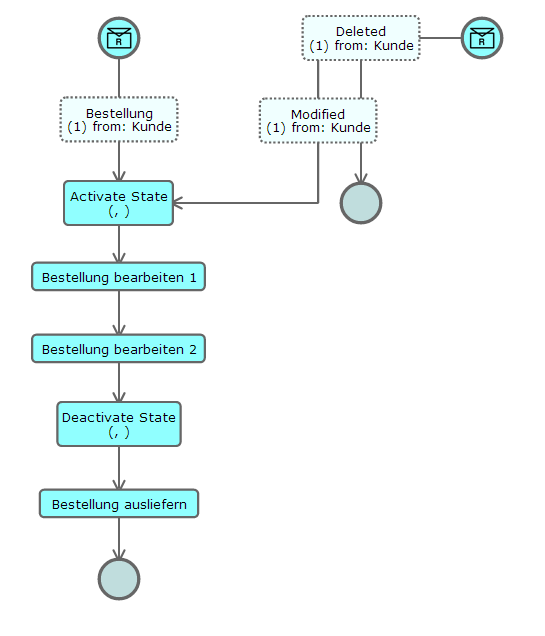 R
Deleted
(1) from: Kunde
R
Bestellung
(1) from: Kunde
Modified
(1) from: Kunde
Activate State
(, )
Bestellung bearbeiten 1
Bestellung bearbeiten 2
Deactivate State
(, )
Bestellung ausliefern